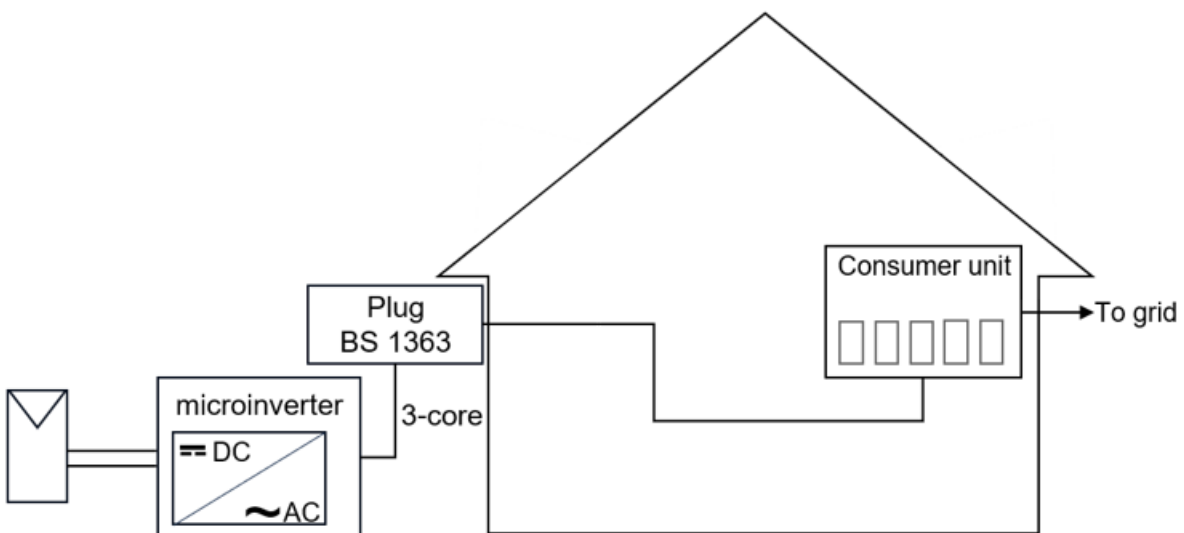 Consumer unit
To grid
Plug
BS 1363
3-core
microinverter
DC
AC